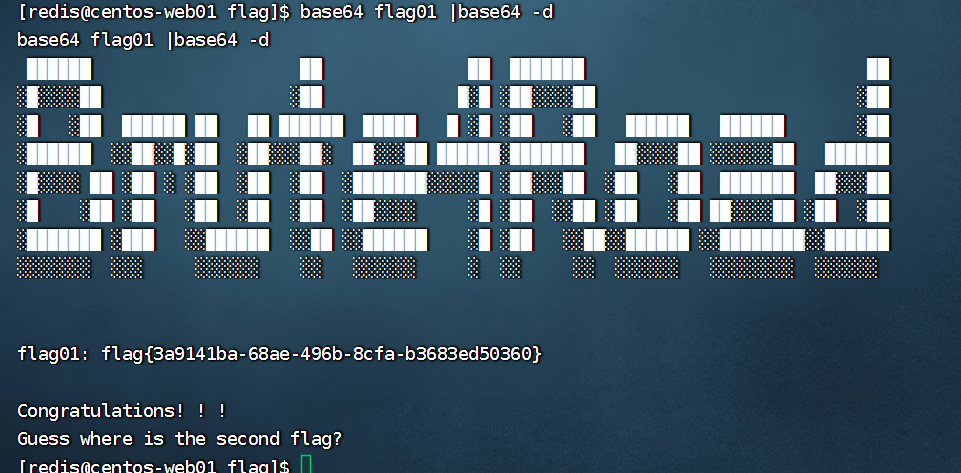 [redis@centos-web01 flag]$ base64 flag01 |base64 -d
base64 flag01 |base64 -d
Brute4Road
flag01: flag{3a9141ba-68ae-496b-8cfa-b3683ed50360}
Congratulations! ! !
Guess where is the second flag?
[redis@centos-web01 flag]$